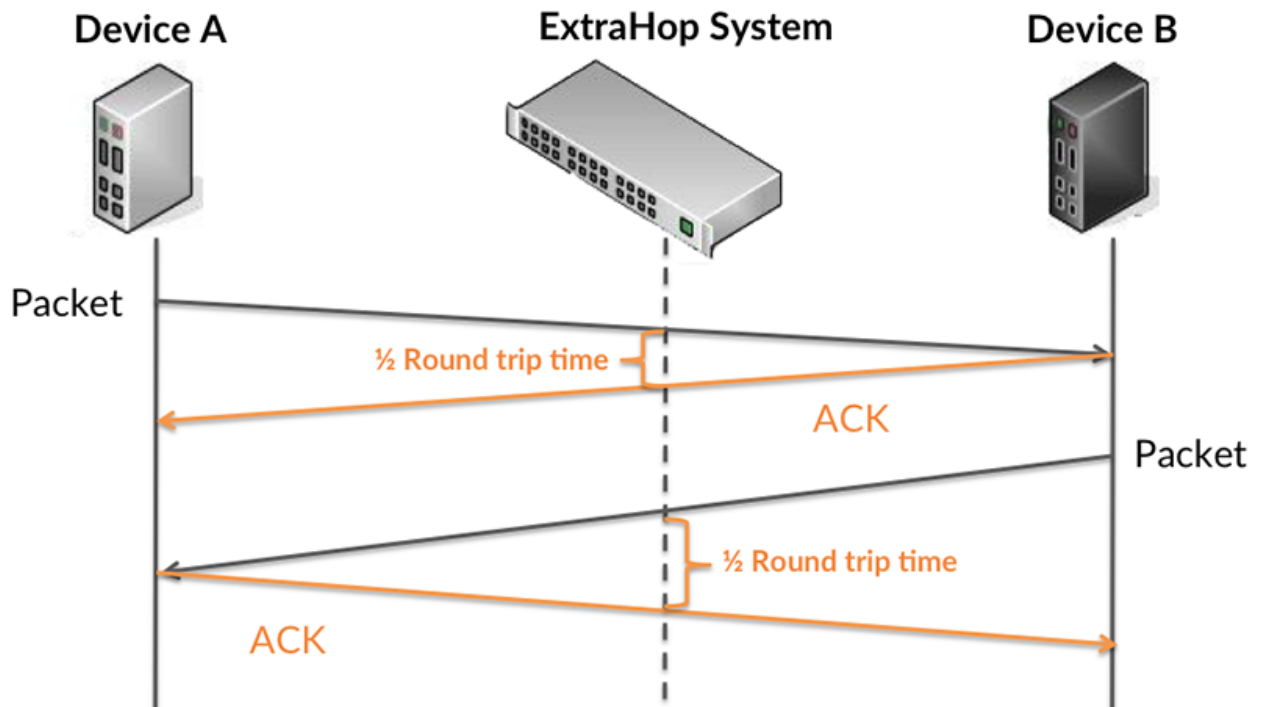 Device A
ExtraHop System
Device B
Packet
½ Round trip time
ACK
Packet
½ Round trip time
ACK